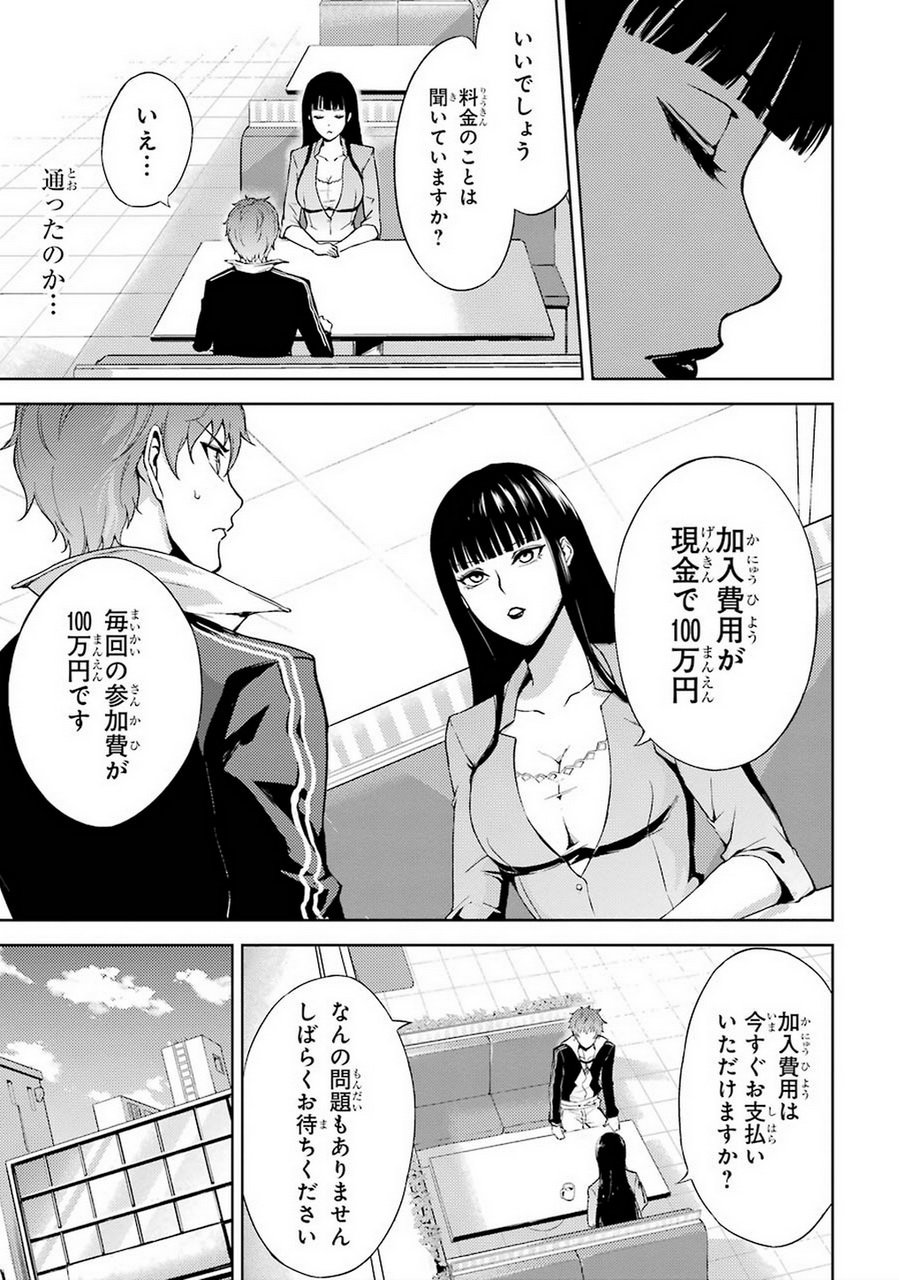 いいでしょう
料金のことは
聞いていますか？
いえ…
通ったのか…
加入費用が
現金で100万円
毎回の参加費が
100万円です
加入費用は
今すぐお支払い
いただけますか？
なんの問題もありません
しばらくお待ちください